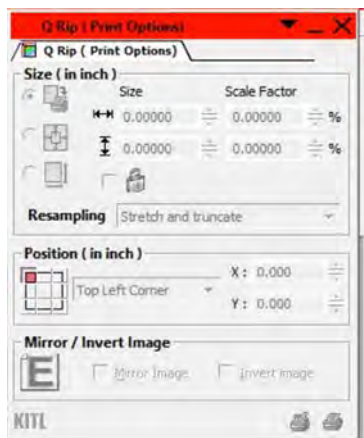 Q Rip ( Print Options)
Q Rip ( Print Options)
Size ( in inch )
Size Scale Factor
0.00000 0.00000 %
0.00000 0.00000 %
Resampling Stretch and truncate
Position ( in inch )
X : 0.000
Top Left Corner
Y : 0.000
Mirror / Invert Image
E Mirror Image Invert image
KITL